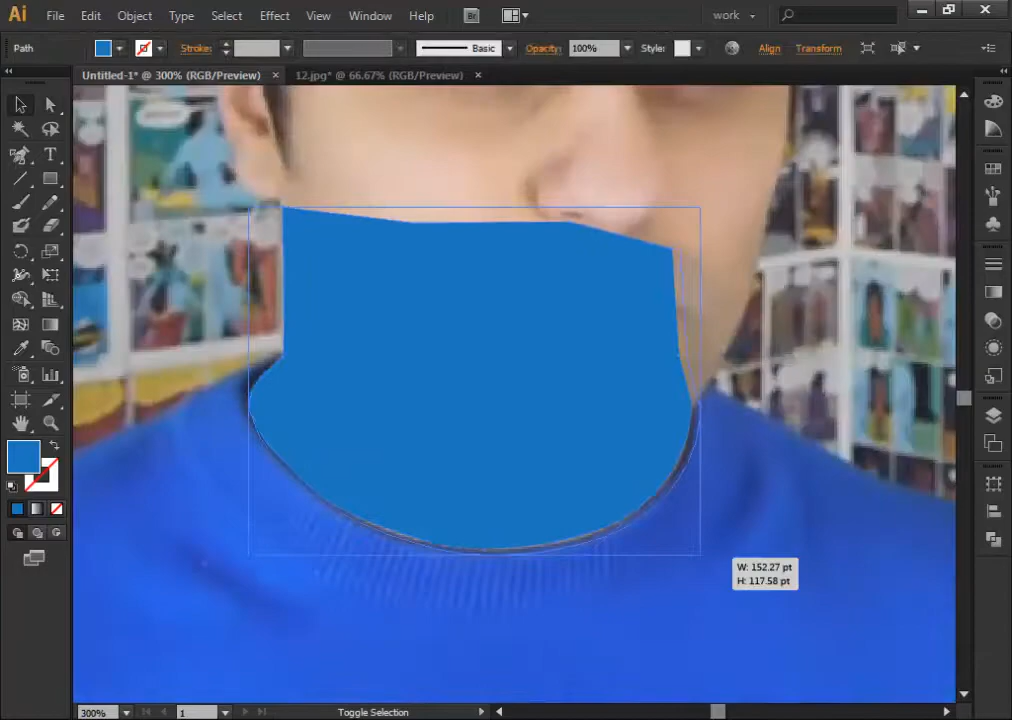 Ai File Edit Object Type Select Effect View Window Help Br work
Path Stroke: Basic Opacity: 100% Style: Align Transform
Untitled-1* @ 300% (RGB/Preview) × 12.jpg* @ 66.67% (RGB/Preview) ×
T
W: 152.27 pt
H: 117.58 pt
300% 1 Toggle Selection